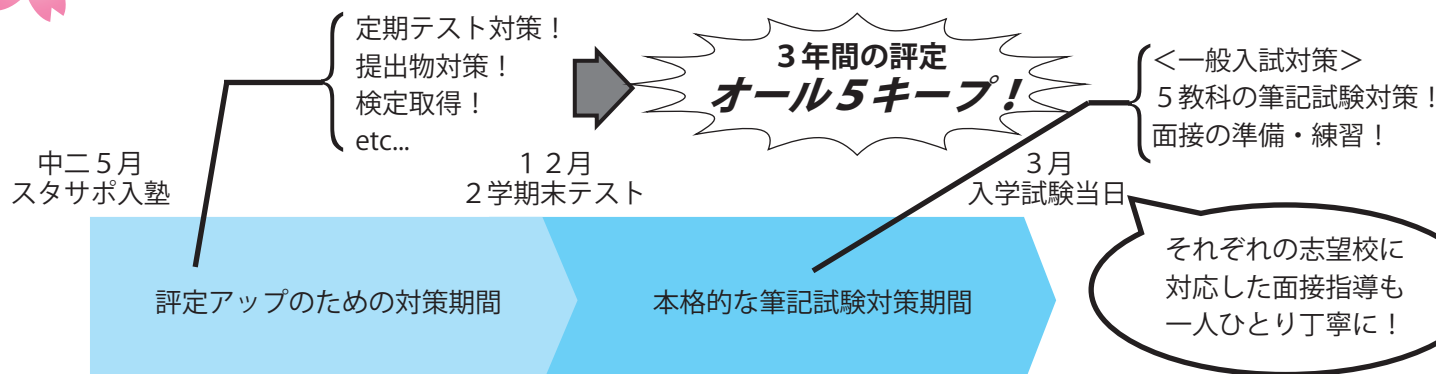 定期テスト対策！
提出物対策！
検定取得！
etc...
３年間の評定
オール５キープ！
＜一般入試対策＞
５教科の筆記試験対策！
面接の準備・練習！
中二５月
スタサポ入塾
１２月
２学期末テスト
３月
入学試験当日
評定アップのための対策期間
本格的な筆記試験対策期間
それぞれの志望校に
対応した面接指導も
一人ひとり丁寧に！